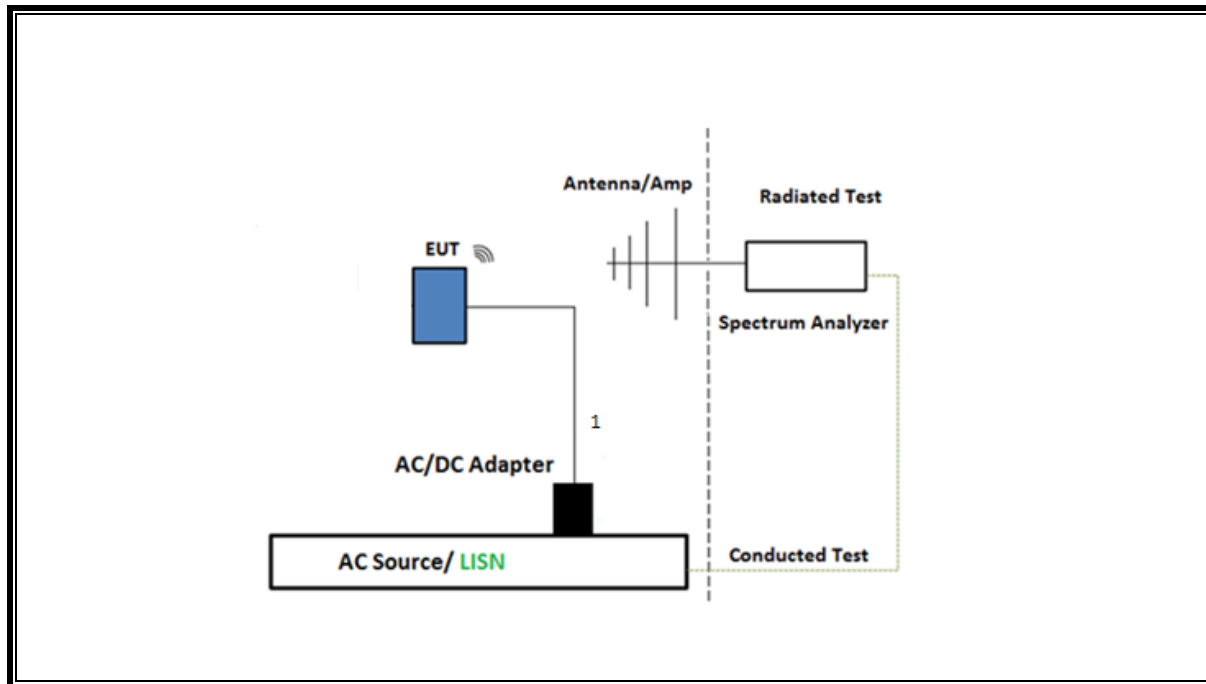 Antenna/Amp
Radiated Test
EUT
Spectrum Analyzer
1
AC/DC Adapter
AC Source/ LISN
Conducted Test